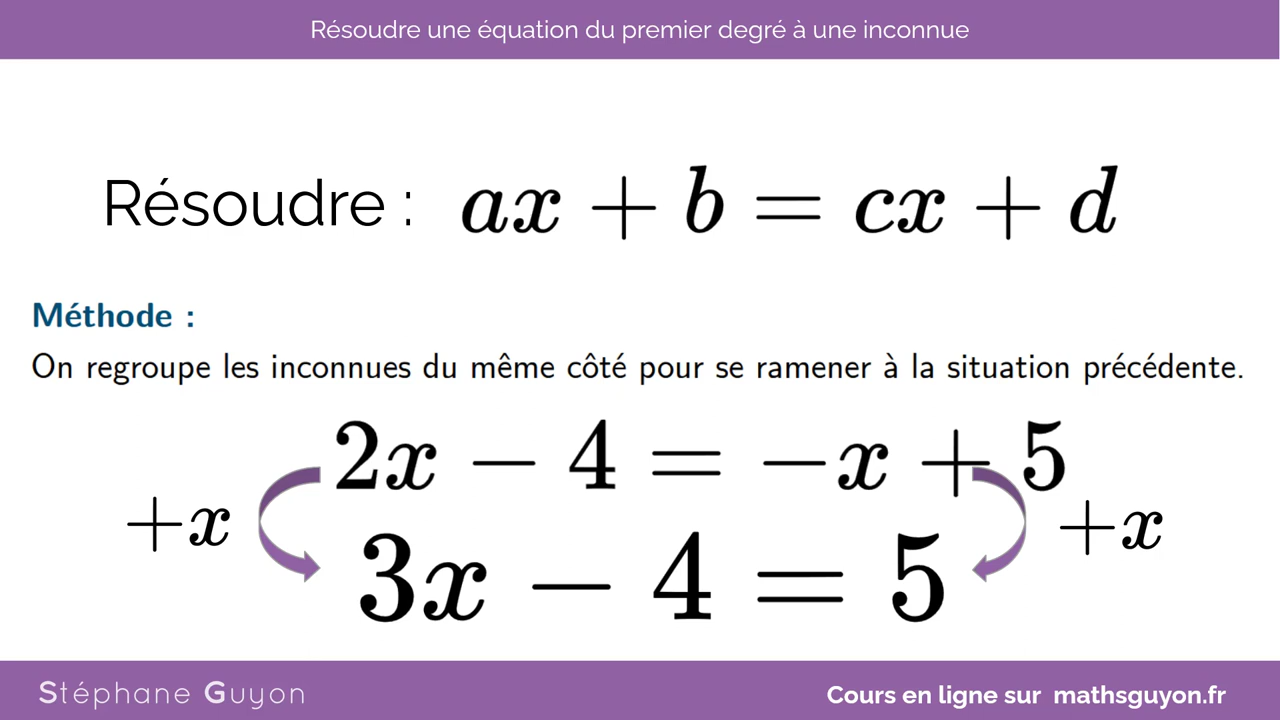 Résoudre une équation du premier degré à une inconnue
Résoudre : ax + b = cx + d
Méthode :
On regroupe les inconnues du même côté pour se ramener à la situation précédente.
2x − 4 = −x + 5
+x +x
3x − 4 = 5
Stéphane Guyon Cours en ligne sur mathsguyon.fr